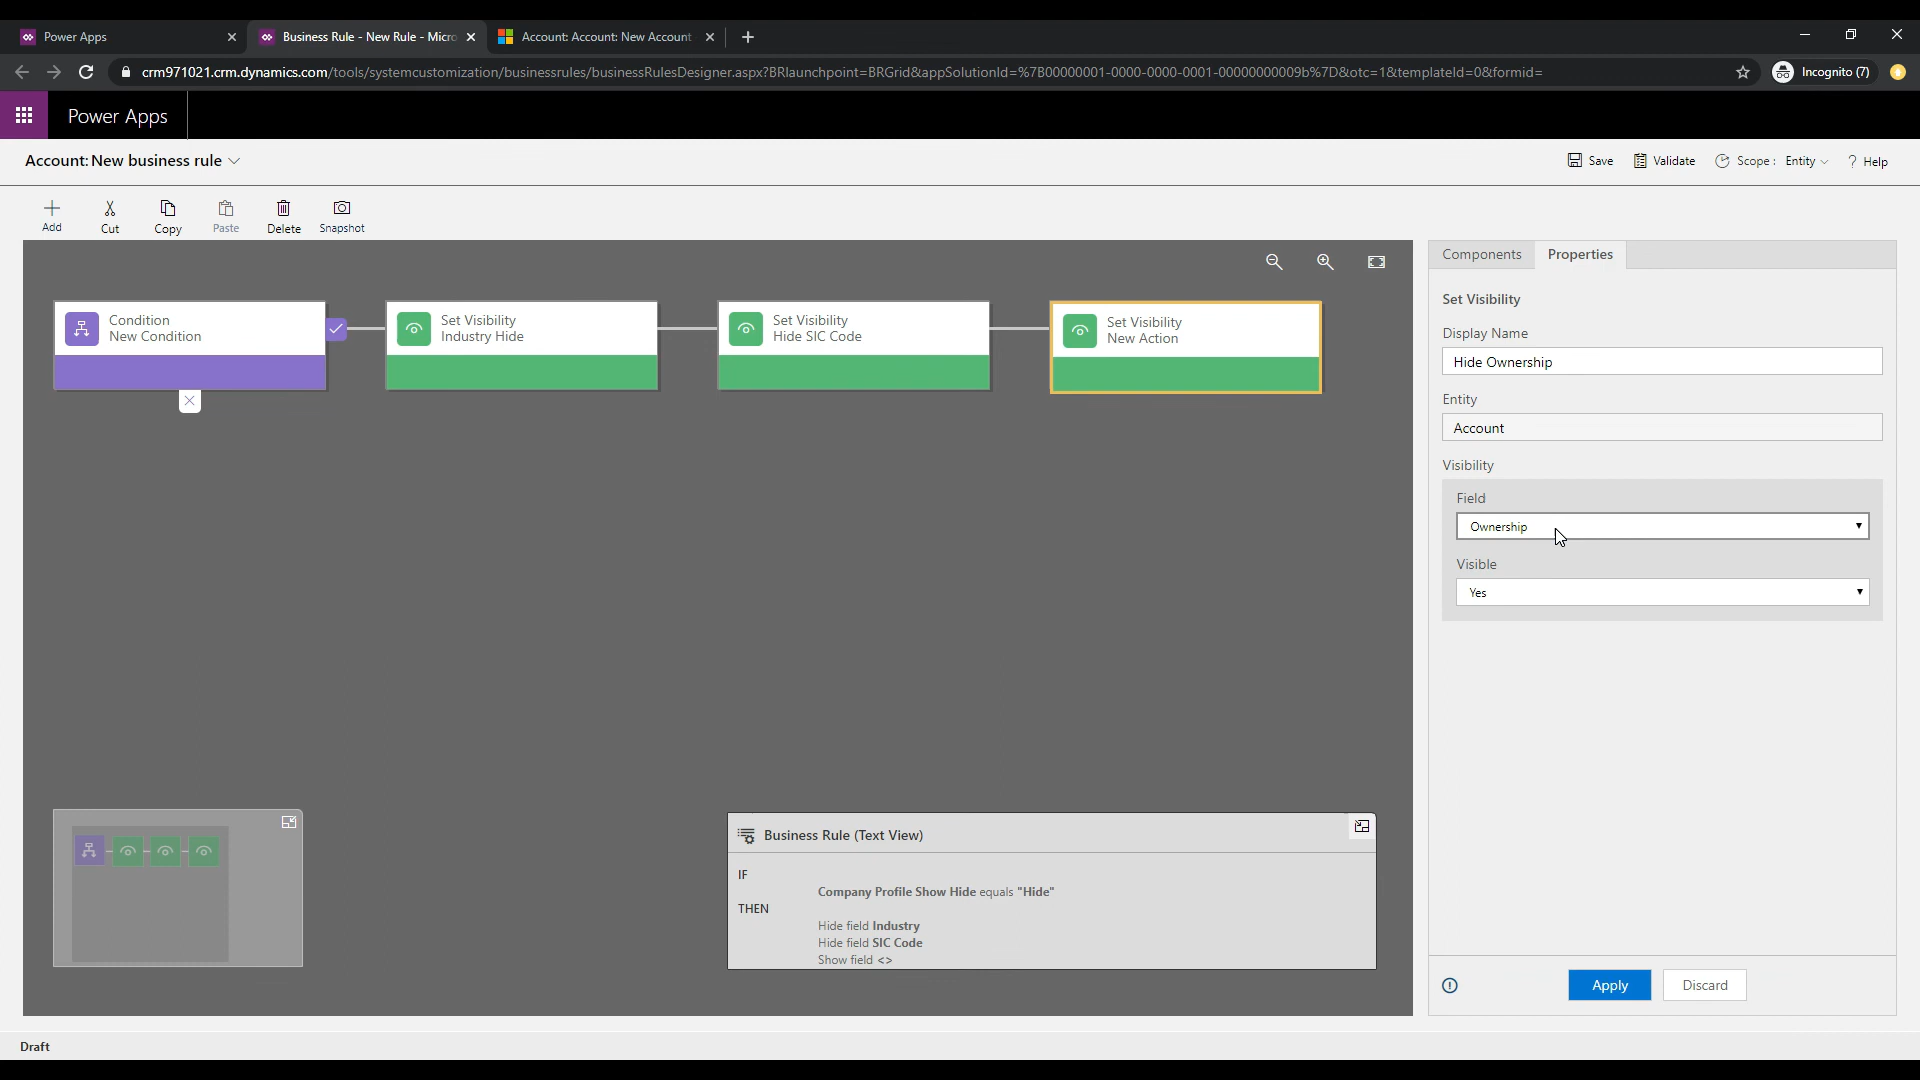 Power Apps
Business Rule - New Rule - Micro
Account: Account: New Account
crm971021.crm.dynamics.com/tools/systemcustomization/businessrules/businessRulesDesigner.aspx?BRlaunchpoint=BRGrid&appSolutionId=%7B00000001-0000-0000-0001-00000000009b%7D&otc=1&templateId=0&formid=
Incognito (7)
Power Apps
Account: New business rule
Save
Validate
Scope : Entity
? Help
Add
Cut
Copy
Paste
Delete
Snapshot
Components
Properties
Condition
New Condition
Set Visibility
Industry Hide
Set Visibility
Hide SIC Code
Set Visibility
New Action
Set Visibility
Display Name
Hide Ownership
Entity
Account
Visibility
Field
Ownership
Visible
Yes
Business Rule (Text View)
IF
Company Profile Show Hide equals "Hide"
THEN
Hide field Industry
Hide field SIC Code
Show field <>
Apply
Discard
Draft